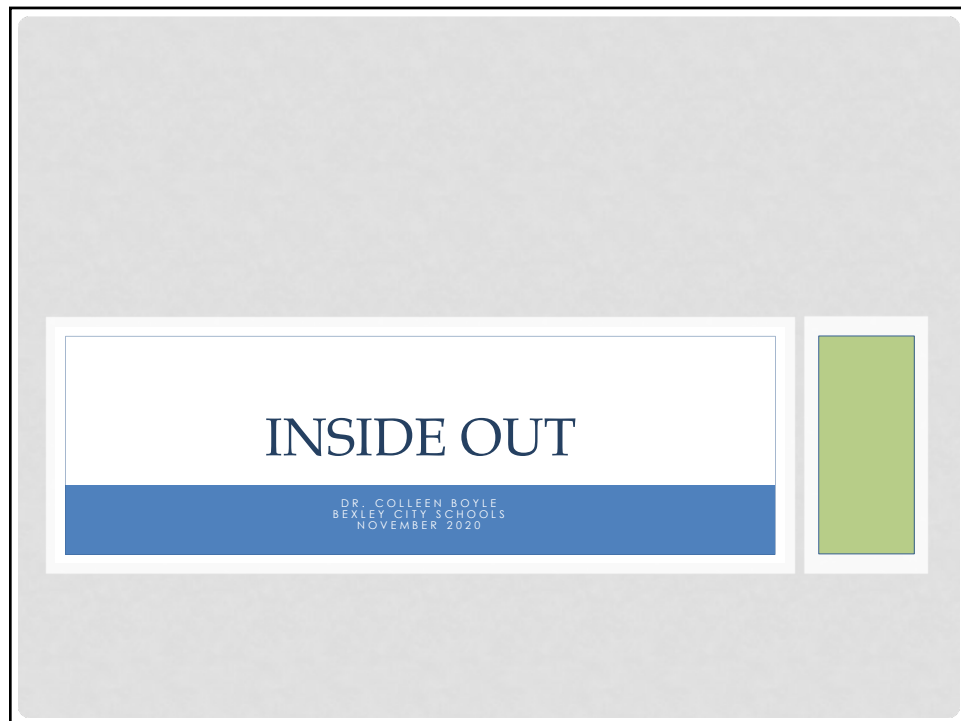 INSIDE OUT
DR. COLLEEN BOYLE
BEXLEY CITY SCHOOLS
NOVEMBER 2020